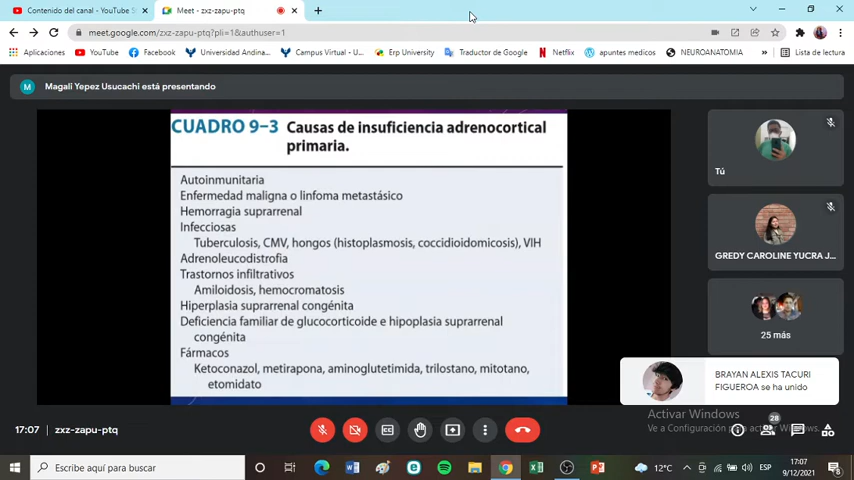 Contenido del canal - YouTube S
Meet - zxz-zapu-ptq
meet.google.com/zxz-zapu-ptq?pli=1&authuser=1
Aplicaciones YouTube Facebook Universidad Andina... Campus Virtual - U... Erp University Traductor de Google Netflix apuntes medicos NEUROANATOMIA Lista de lectura
M Magali Yepez Usucachi está presentando
CUADRO 9-3 Causas de insuficiencia adrenocortical
primaria.
Autoinmunitaria
Enfermedad maligna o linfoma metastásico
Hemorragia suprarrenal
Infecciosas
Tuberculosis, CMV, hongos (histoplasmosis, coccidioidomicosis), VIH
Adrenoleucodistrofia
Trastornos infiltrativos
Amiloidosis, hemocromatosis
Hiperplasia suprarrenal congénita
Deficiencia familiar de glucocorticoide e hipoplasia suprarrenal
congénita
Fármacos
Ketoconazol, metirapona, aminoglutetimida, trilostano, mitotano,
etomidato
Tú
GREDY CAROLINE YUCRA J...
25 más
BRAYAN ALEXIS TACURI
FIGUEROA se ha unido
Activar Windows
Ve a Configuración para activar Windows.
17:07 zxz-zapu-ptq
28
Escribe aquí para buscar
12°C
ESP
17:07
9/12/2021